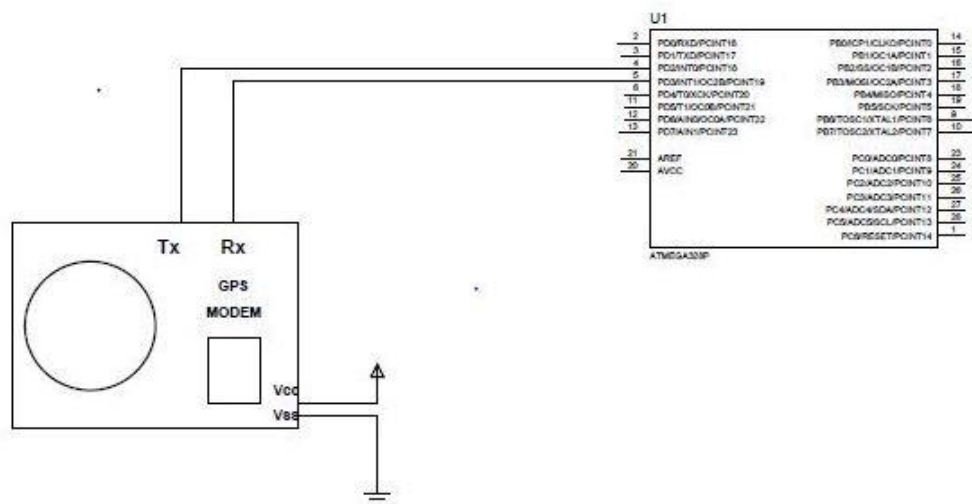 U1
2 PD0/RXD/PCINT16
3 PD1/TXD/PCINT17
4 PD2/INT0/PCINT18
5 PD3/INT1/OC2B/PCINT19
6 PD4/T0/XCK/PCINT20
11 PD5/T1/OC0B/PCINT21
12 PD6/AIN0/OC0A/PCINT22
13 PD7/AIN1/PCINT23
21 AREF
20 AVCC
PB0/ICP1/CLKO/PCINT0 14
PB1/OC1A/PCINT1 15
PB2/SS/OC1B/PCINT2 16
PB3/MOSI/OC2A/PCINT3 17
PB4/MISO/PCINT4 18
PB5/SCK/PCINT5 19
PB6/TOSC1/XTAL1/PCINT6 9
PB7/TOSC2/XTAL2/PCINT7 10
PC0/ADC0/PCINT8 23
PC1/ADC1/PCINT9 24
PC2/ADC2/PCINT10 25
PC3/ADC3/PCINT11 26
PC4/ADC4/SDA/PCINT12 27
PC5/ADC5/SCL/PCINT13 28
PC6/RESET/PCINT14 1
ATMEGA328P
Tx Rx
GPS
MODEM
Vcc
Vss